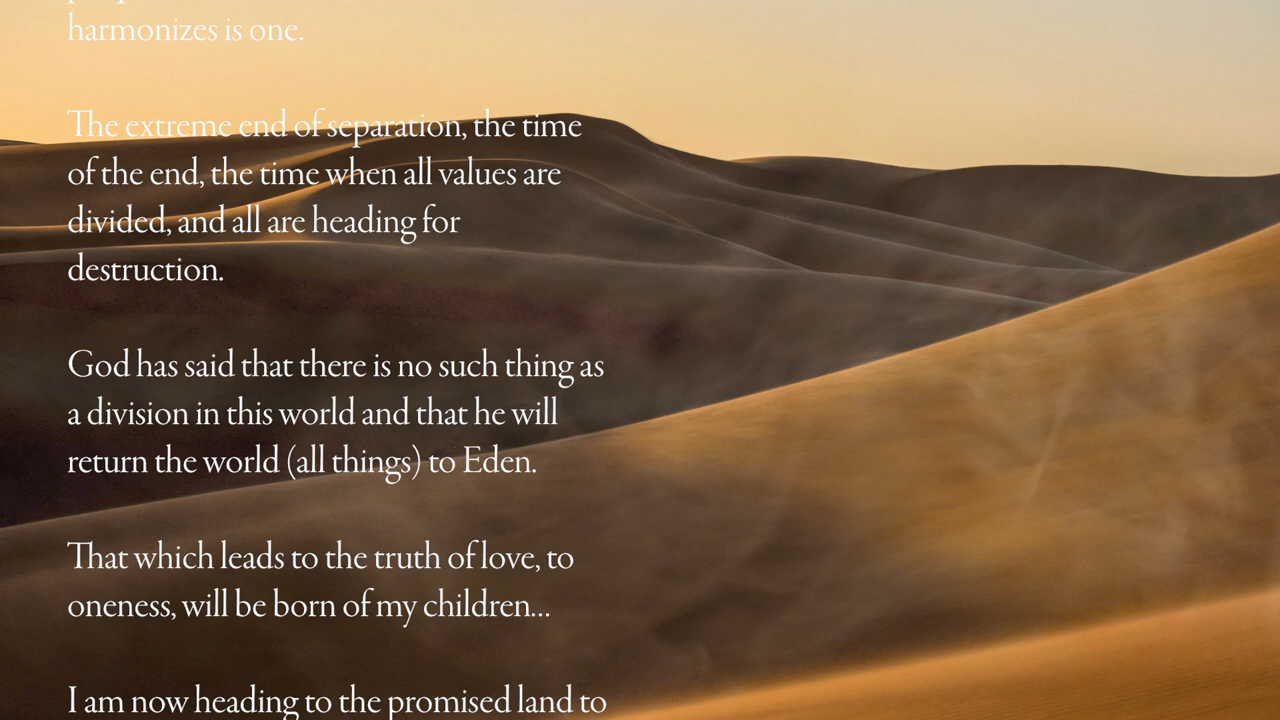 harmonizes is one.
The extreme end of separation, the time
of the end, the time when all values are
divided, and all are heading for
destruction.
God has said that there is no such thing as
a division in this world and that he will
return the world (all things) to Eden.
That which leads to the truth of love, to
oneness, will be born of my children...
I am now heading to the promised land to